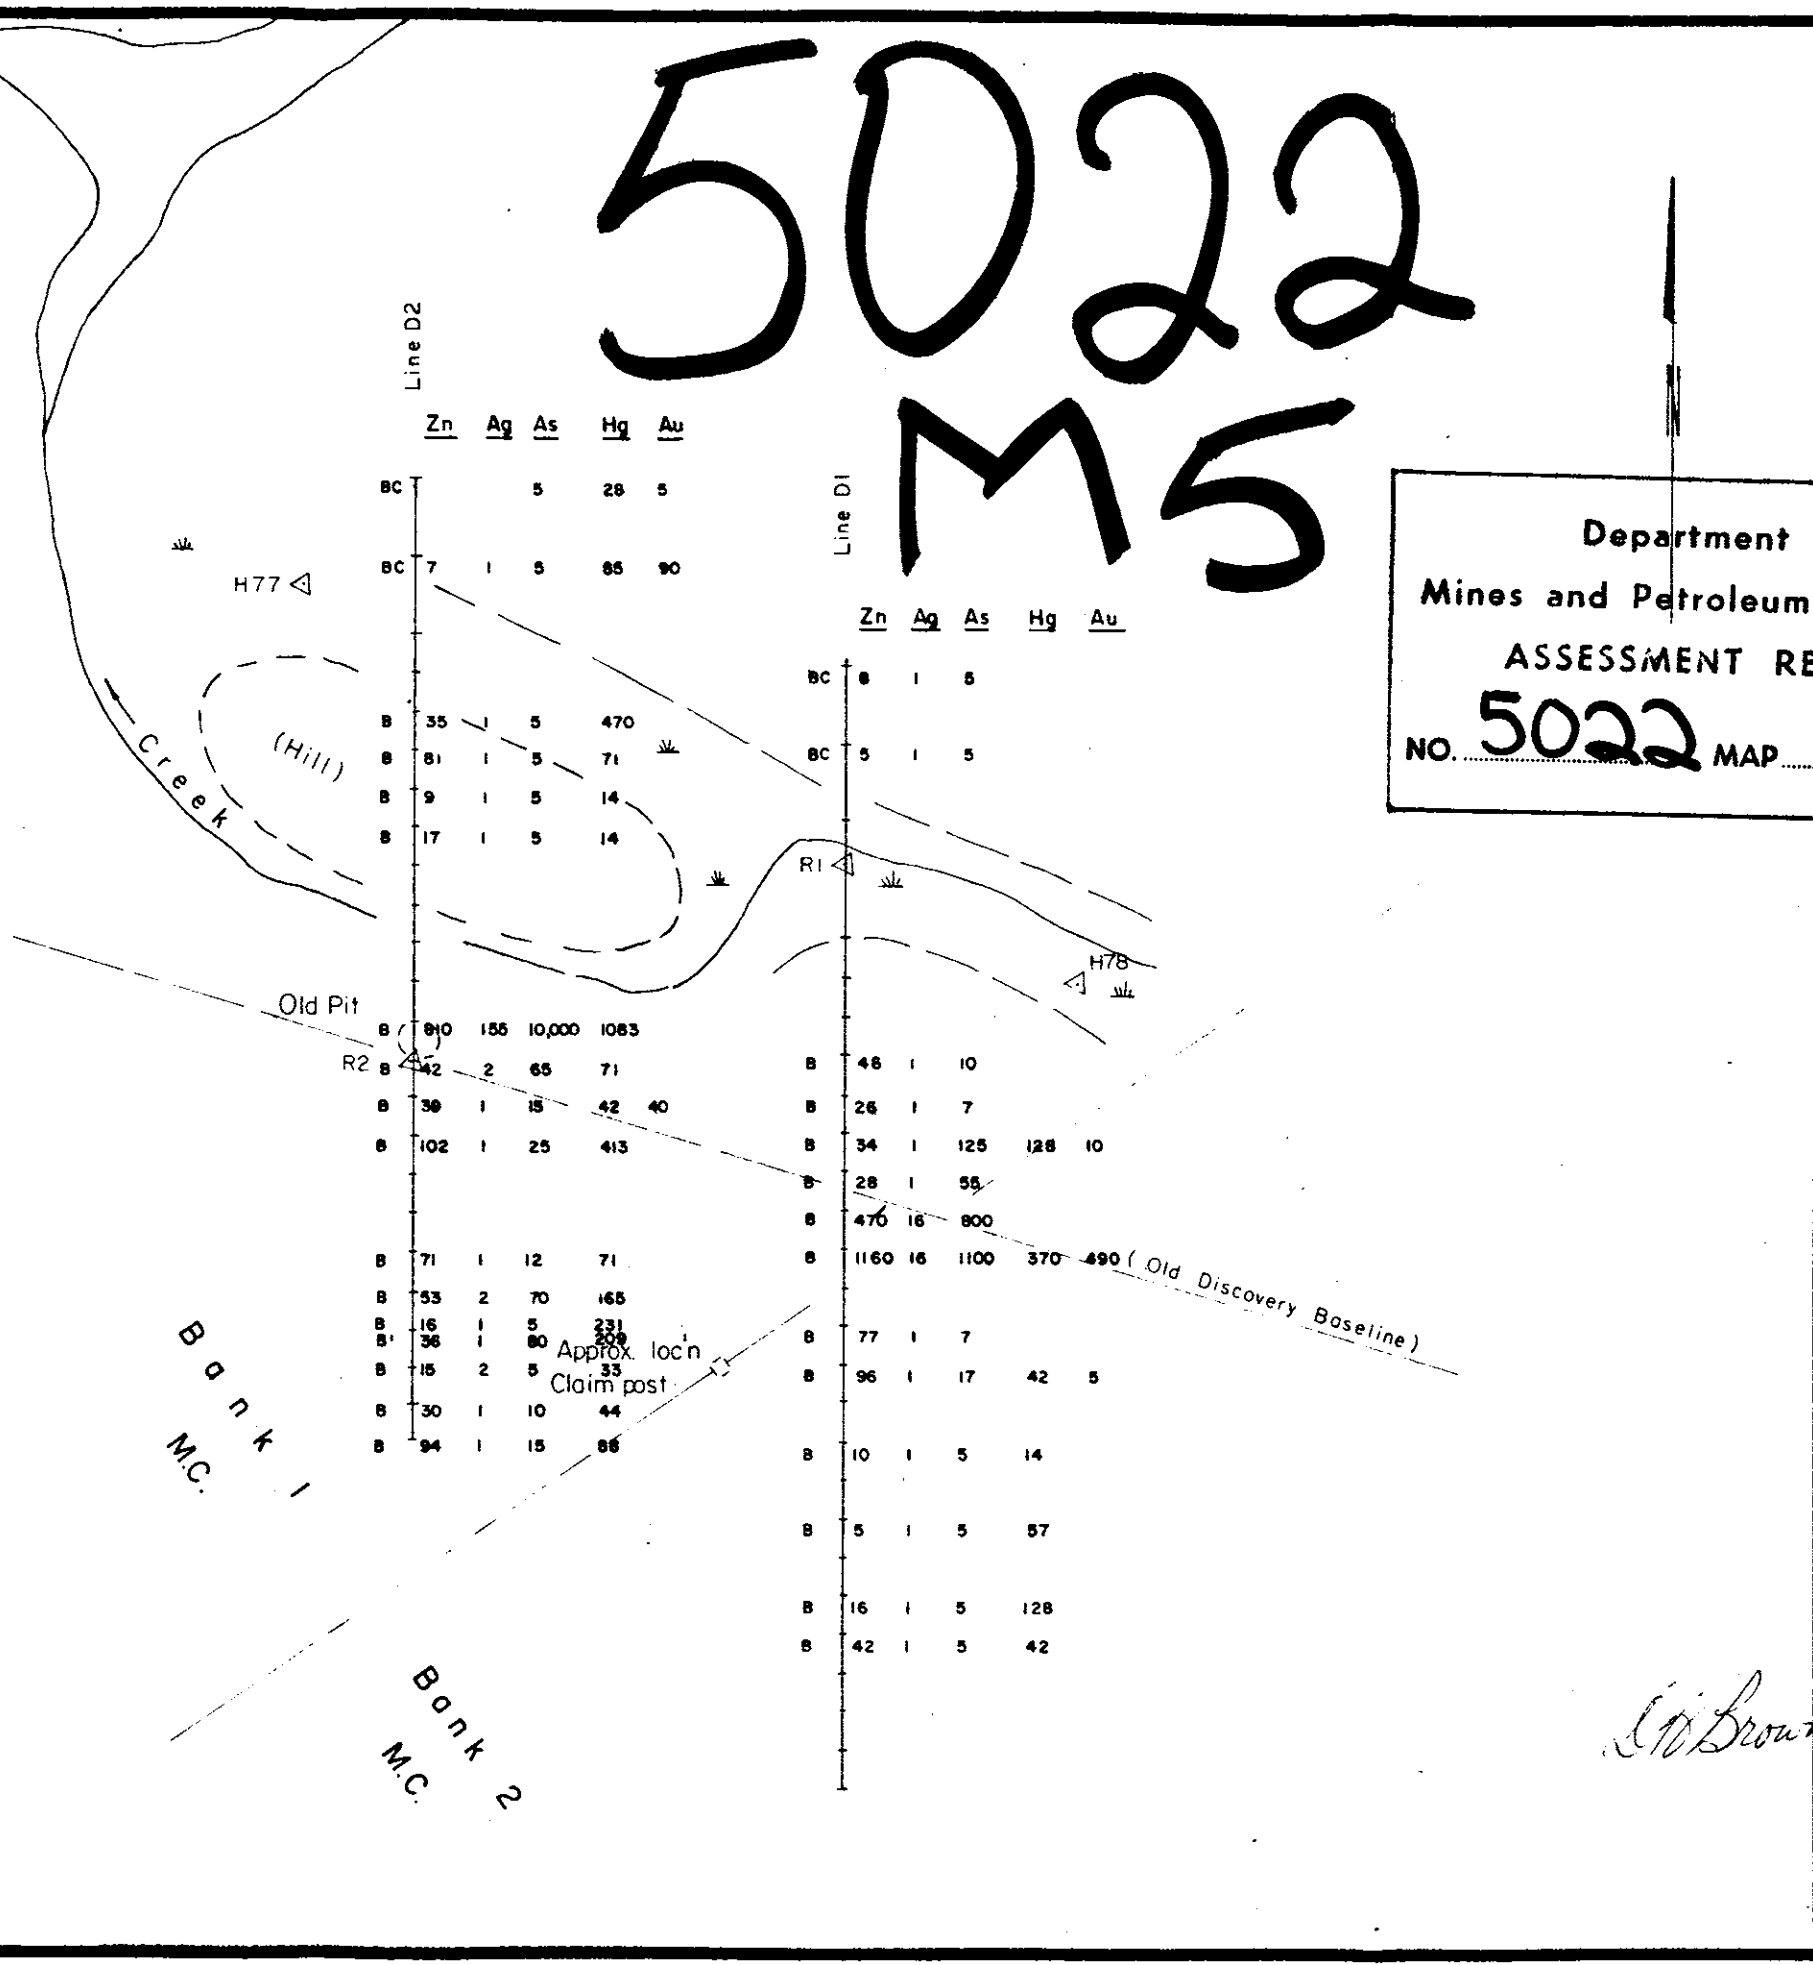 5022
M5
Line D2
Zn Ag As Hg Au
BC 5 28 5
BC 7 1 5 85 90
B 35 1 5 470
B 81 1 5 71
B 9 1 5 14
B 17 1 5 14
B 810 155 10,000 1083
B 42 2 65 71
B 39 1 15 42 40
B 102 1 25 413
B 71 1 12 71
B 53 2 70 165
B 16 1 5 231
B 36 1 80 209
B 15 2 5 33
B 30 1 10 44
B 94 1 15 88
Line D1
Zn Ag As Hg Au
BC 8 1 5
BC 5 1 5
B 48 1 10
B 26 1 7
B 34 1 125 128 10
B 28 1 55
B 470 16 800
B 1160 16 1100 370 490
B 77 1 7
B 96 1 17 42 5
B 10 1 5 14
B 5 1 5 57
B 16 1 5 128
B 42 1 5 42
H77
(Hill)
Creek
R1
H78
Old Pit
R2
(Old Discovery Baseline)
Approx. loc'n
Claim post
Bank 1
M.C.
Bank 2
M.C.
N
Department
Mines and Petroleum
ASSESSMENT RE
NO. 5022 MAP
Brown